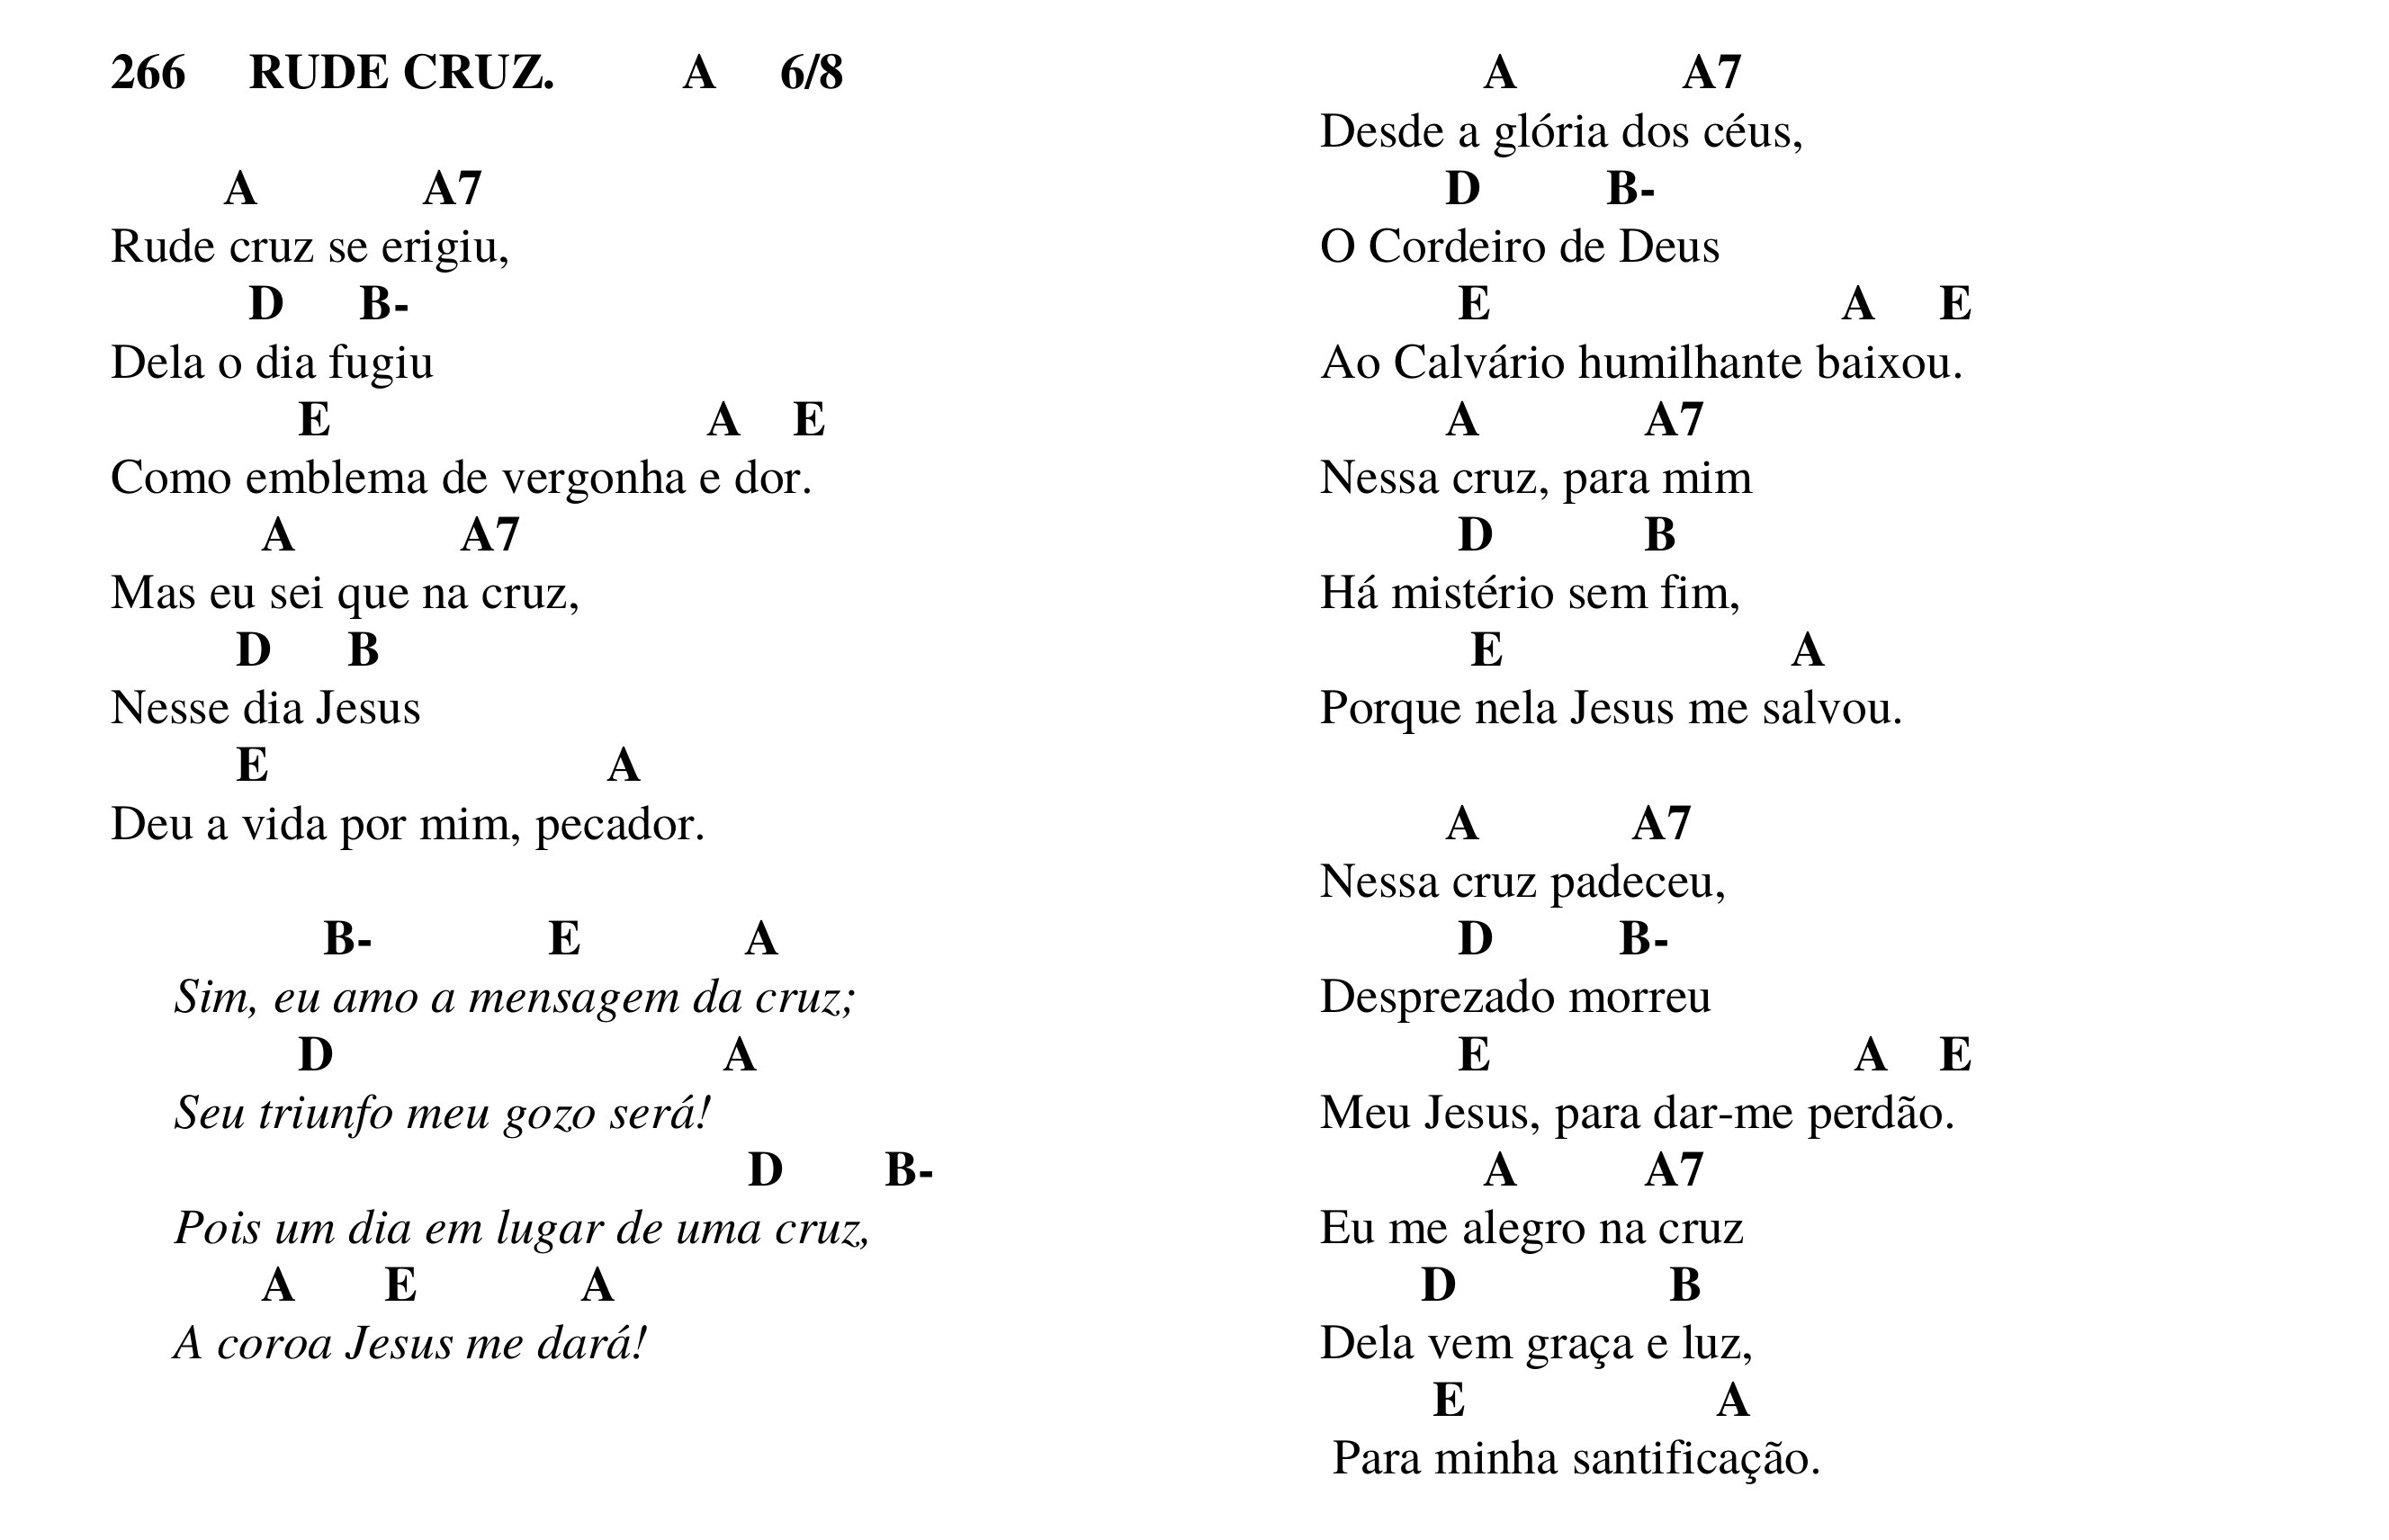 266 RUDE CRUZ. A 6/8
A A7
Rude cruz se erigiu,
D B-
Dela o dia fugiu
E A E
Como emblema de vergonha e dor.
A A7
Mas eu sei que na cruz,
D B
Nesse dia Jesus
E A
Deu a vida por mim, pecador.
B- E A
Sim, eu amo a mensagem da cruz;
D A
Seu triunfo meu gozo será!
D B-
Pois um dia em lugar de uma cruz,
A E A
A coroa Jesus me dará!
A A7
Desde a glória dos céus,
D B-
O Cordeiro de Deus
E A E
Ao Calvário humilhante baixou.
A A7
Nessa cruz, para mim
D B
Há mistério sem fim,
E A
Porque nela Jesus me salvou.
A A7
Nessa cruz padeceu,
D B-
Desprezado morreu
E A E
Meu Jesus, para dar-me perdão.
A A7
Eu me alegro na cruz
D B
Dela vem graça e luz,
E A
Para minha santificação.